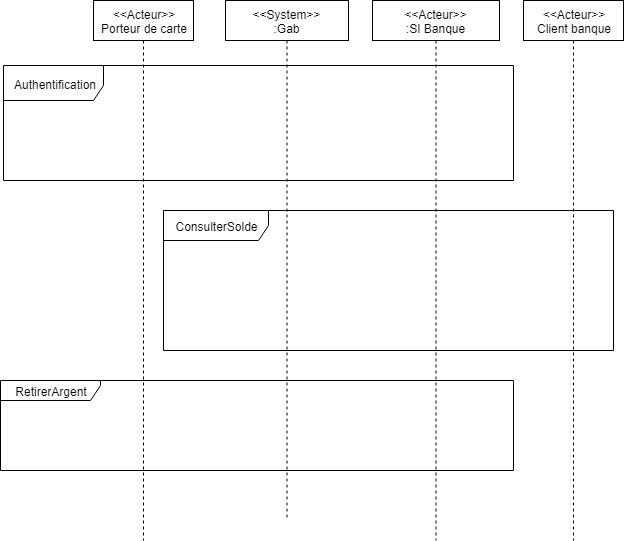 <<Acteur>>
Porteur de carte
<<System>>
:Gab
<<Acteur>>
:SI Banque
<<Acteur>>
Client banque
Authentification
ConsulterSolde
RetirerArgent